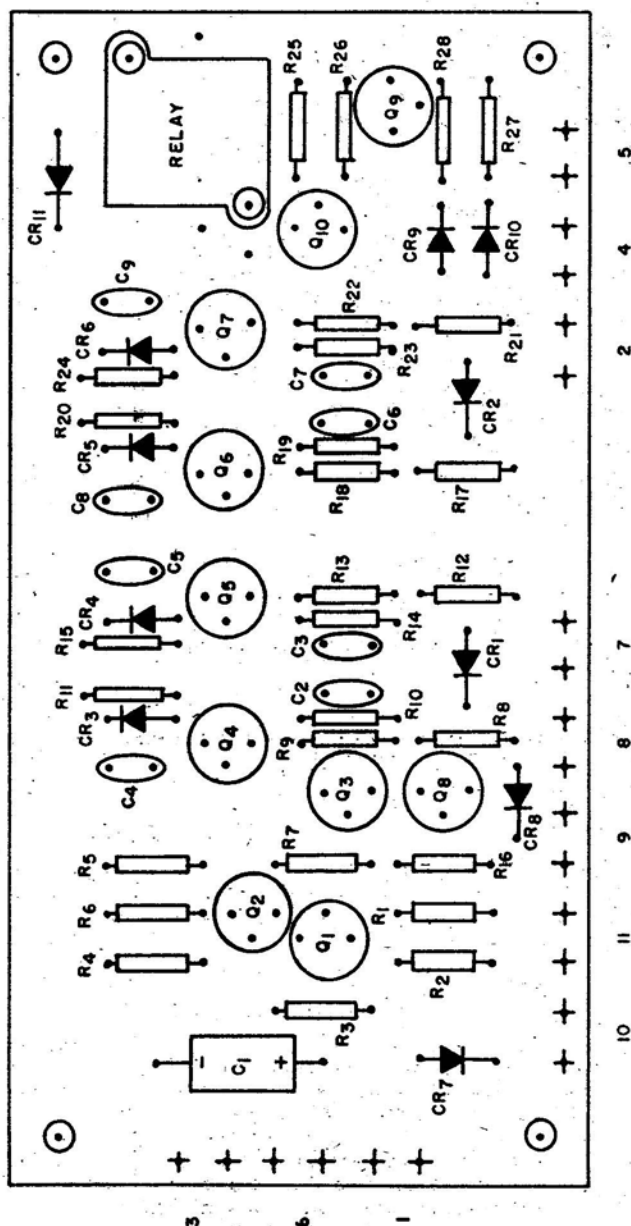 RELAY
R25
R26
R28
R27
Q9
Q10
CR11
CR9
CR10
C9
Q7
CR6
R24
R22
R23
C7
R21
R20
CR5
Q6
C8
R19
C6
R18
CR2
R17
C5
CR4
Q5
R15
R13
R14
C3
R12
R11
CR3
Q4
C4
C2
R10
R9
CR1
R8
Q3
Q8
CR8
R5
R7
R16
R6
Q2
Q1
R1
R4
R2
R3
- C1 +
CR7
5
4
2
7
8
9
11
10
3
6
1